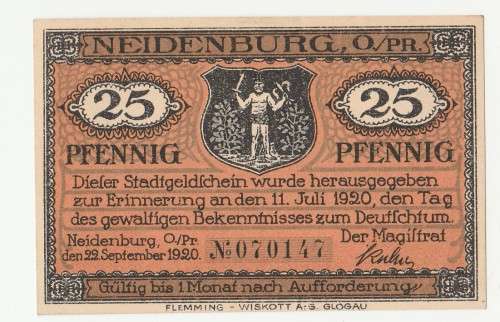 NEIDENBURG, O/PR.
25 25
PFENNIG PFENNIG
Dieser Stadtgeldschein wurde herausgegeben
zur Erinnerung an den 11. Juli 1920, den Tag
des gewaltigen Bekenntnisses zum Deutschtum.
Neidenburg, O/Pr. Der Magistrat
den 22. September 1920. No 070147
Gültig bis 1 Monat nach Aufforderung
FLEMMING - WISKOTT A.-G. GLOGAU